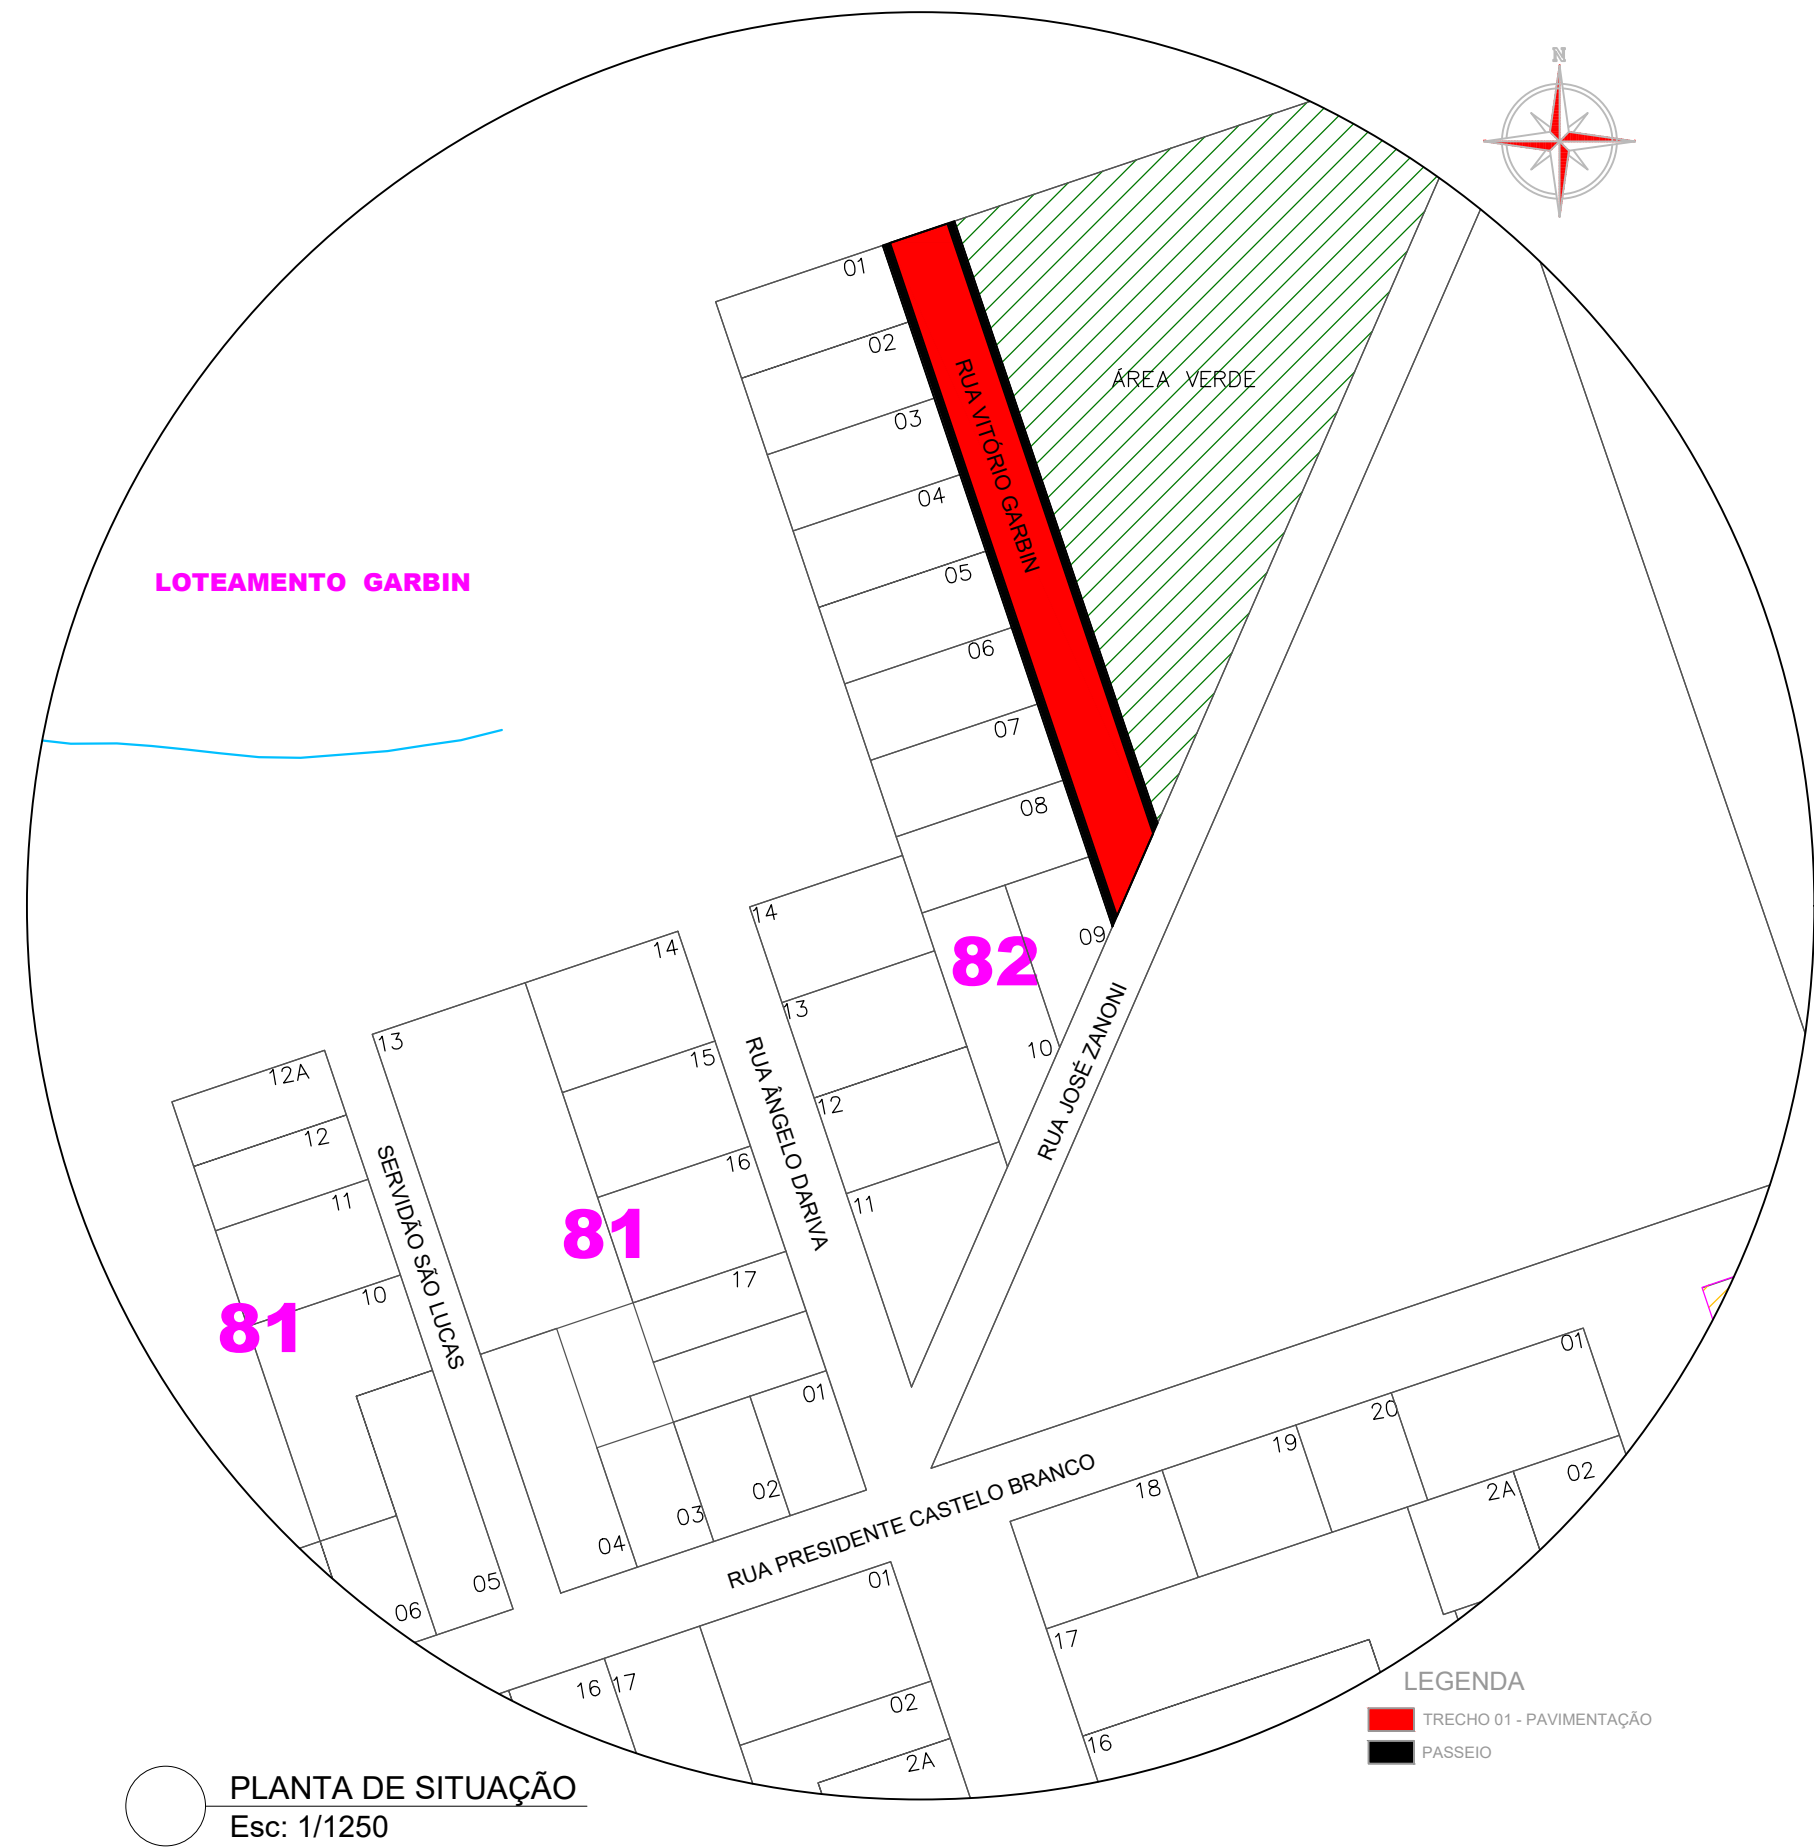 N
01
02
03
04
05
06
07
08
09
10
RUA VITÓRIO GARBIN
ÁREA VERDE
LOTEAMENTO GARBIN
82
14
13
12
11
RUA JOSÉ ZANONI
RUA ÂNGELO DARIVA
14
15
16
17
01
02
03
04
13
81
SERVIDÃO SÃO LUCAS
12A
12
11
10
81
05
06
RUA PRESIDENTE CASTELO BRANCO
01
20
19
18
02
2A
17
16
01
02
2A
17
16
LEGENDA
TRECHO 01 - PAVIMENTAÇÃO
PASSEIO
PLANTA DE SITUAÇÃO
Esc: 1/1250